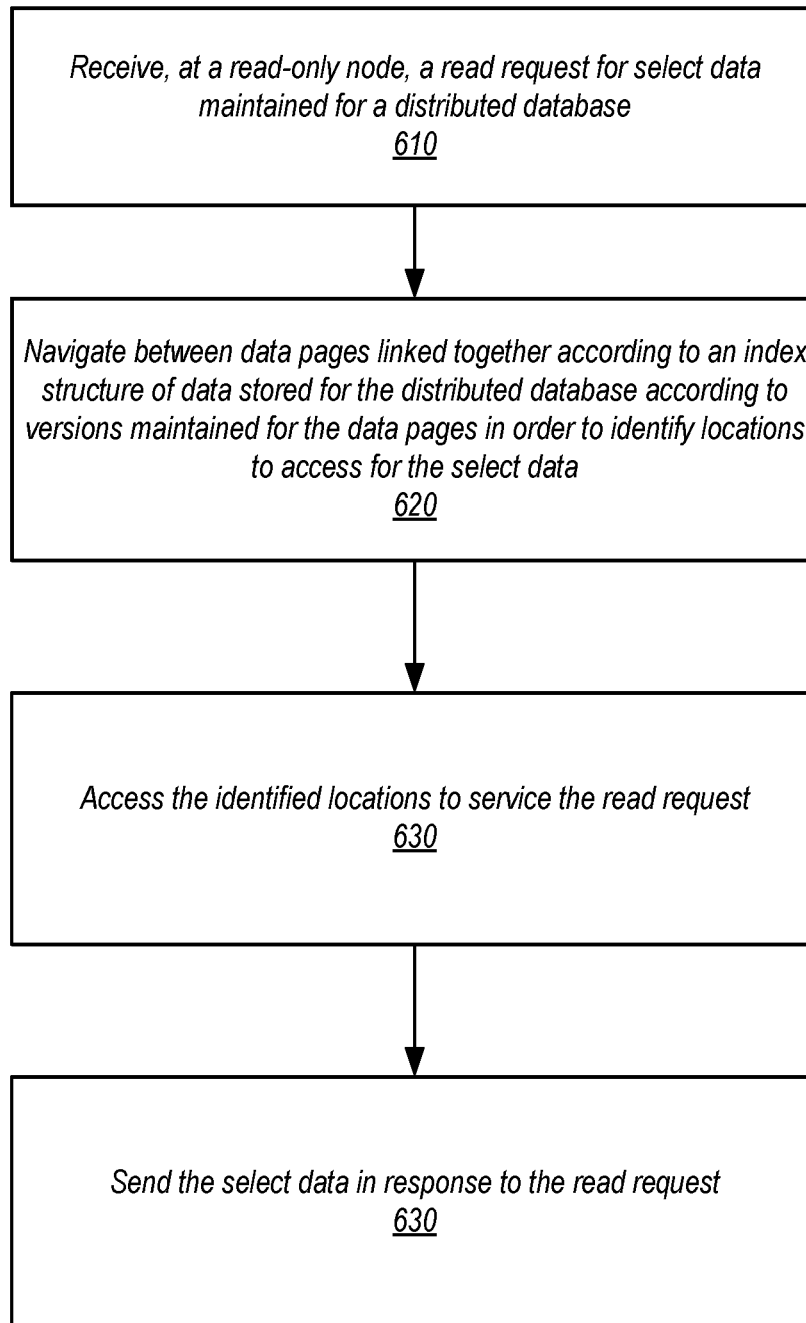 Receive, at a read-only node, a read request for select data
maintained for a distributed database
610
Navigate between data pages linked together according to an index
structure of data stored for the distributed database according to
versions maintained for the data pages in order to identify locations
to access for the select data
620
Access the identified locations to service the read request
630
Send the select data in response to the read request
630